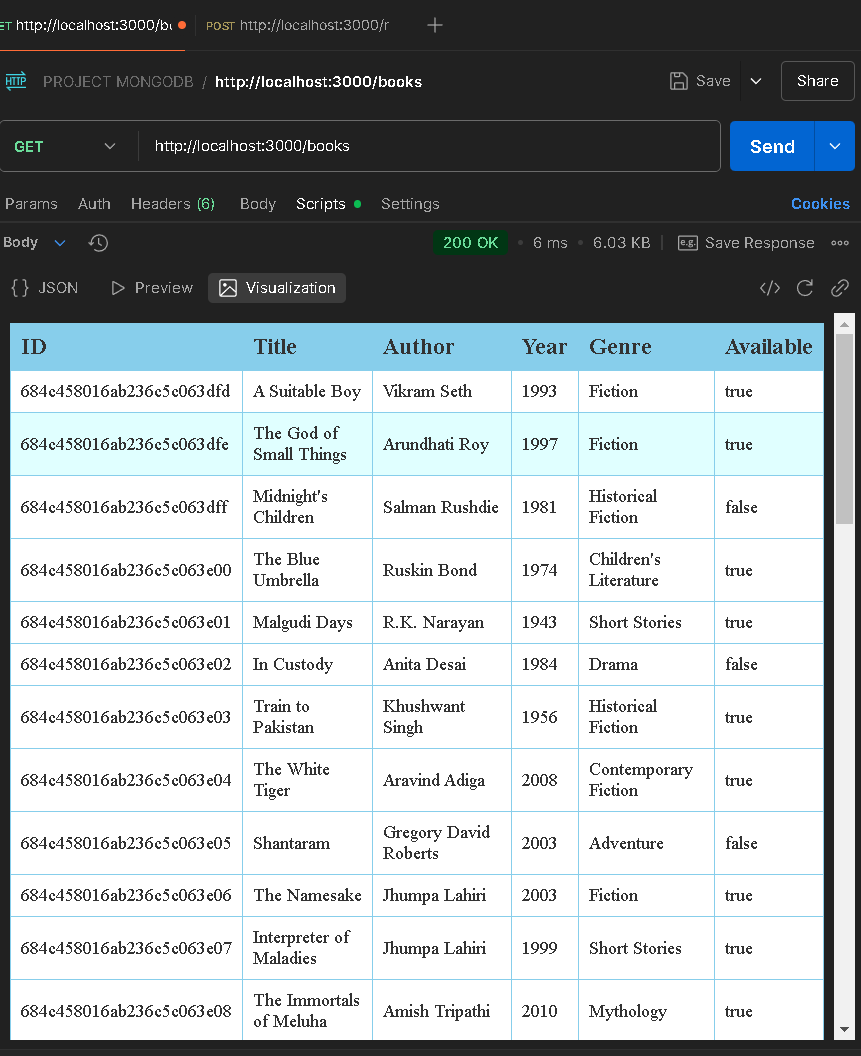 ET http://localhost:3000/bu POST http://localhost:3000/r
HTTP PROJECT MONGODB / http://localhost:3000/books Save Share
GET http://localhost:3000/books Send
Params Auth Headers (6) Body Scripts Settings Cookies
Body 200 OK • 6 ms • 6.03 KB e.g. Save Response
{} JSON Preview Visualization </>
ID Title Author Year Genre Available
684c458016ab236c5c063dfd A Suitable Boy Vikram Seth 1993 Fiction true
684c458016ab236c5c063dfe The God of Small Things Arundhati Roy 1997 Fiction true
684c458016ab236c5c063dff Midnight's Children Salman Rushdie 1981 Historical Fiction false
684c458016ab236c5c063e00 The Blue Umbrella Ruskin Bond 1974 Children's Literature true
684c458016ab236c5c063e01 Malgudi Days R.K. Narayan 1943 Short Stories true
684c458016ab236c5c063e02 In Custody Anita Desai 1984 Drama false
684c458016ab236c5c063e03 Train to Pakistan Khushwant Singh 1956 Historical Fiction true
684c458016ab236c5c063e04 The White Tiger Aravind Adiga 2008 Contemporary Fiction true
684c458016ab236c5c063e05 Shantaram Gregory David Roberts 2003 Adventure false
684c458016ab236c5c063e06 The Namesake Jhumpa Lahiri 2003 Fiction true
684c458016ab236c5c063e07 Interpreter of Maladies Jhumpa Lahiri 1999 Short Stories true
684c458016ab236c5c063e08 The Immortals of Meluha Amish Tripathi 2010 Mythology true